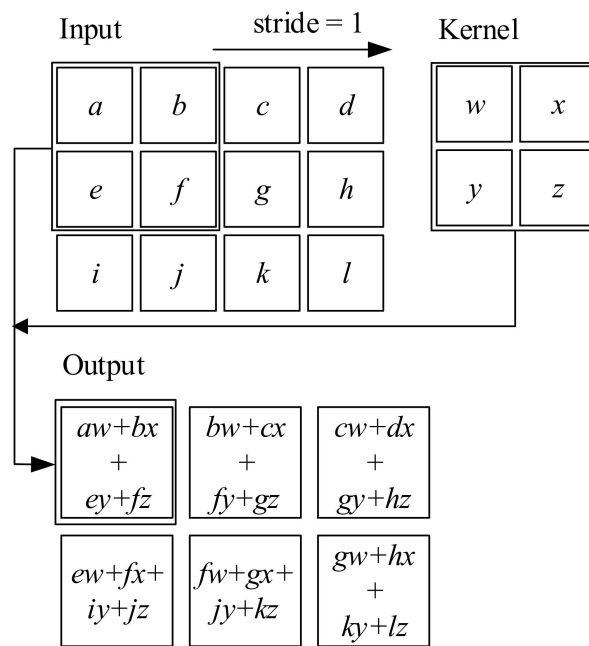 Input stride = 1 Kernel
a b c d w x
e f g h y z
i j k l
Output
aw+bx bw+cx cw+dx
+ + +
ey+fz fy+gz gy+hz
ew+fx+ fw+gx+ gw+hx
iy+jz jy+kz +
ky+lz